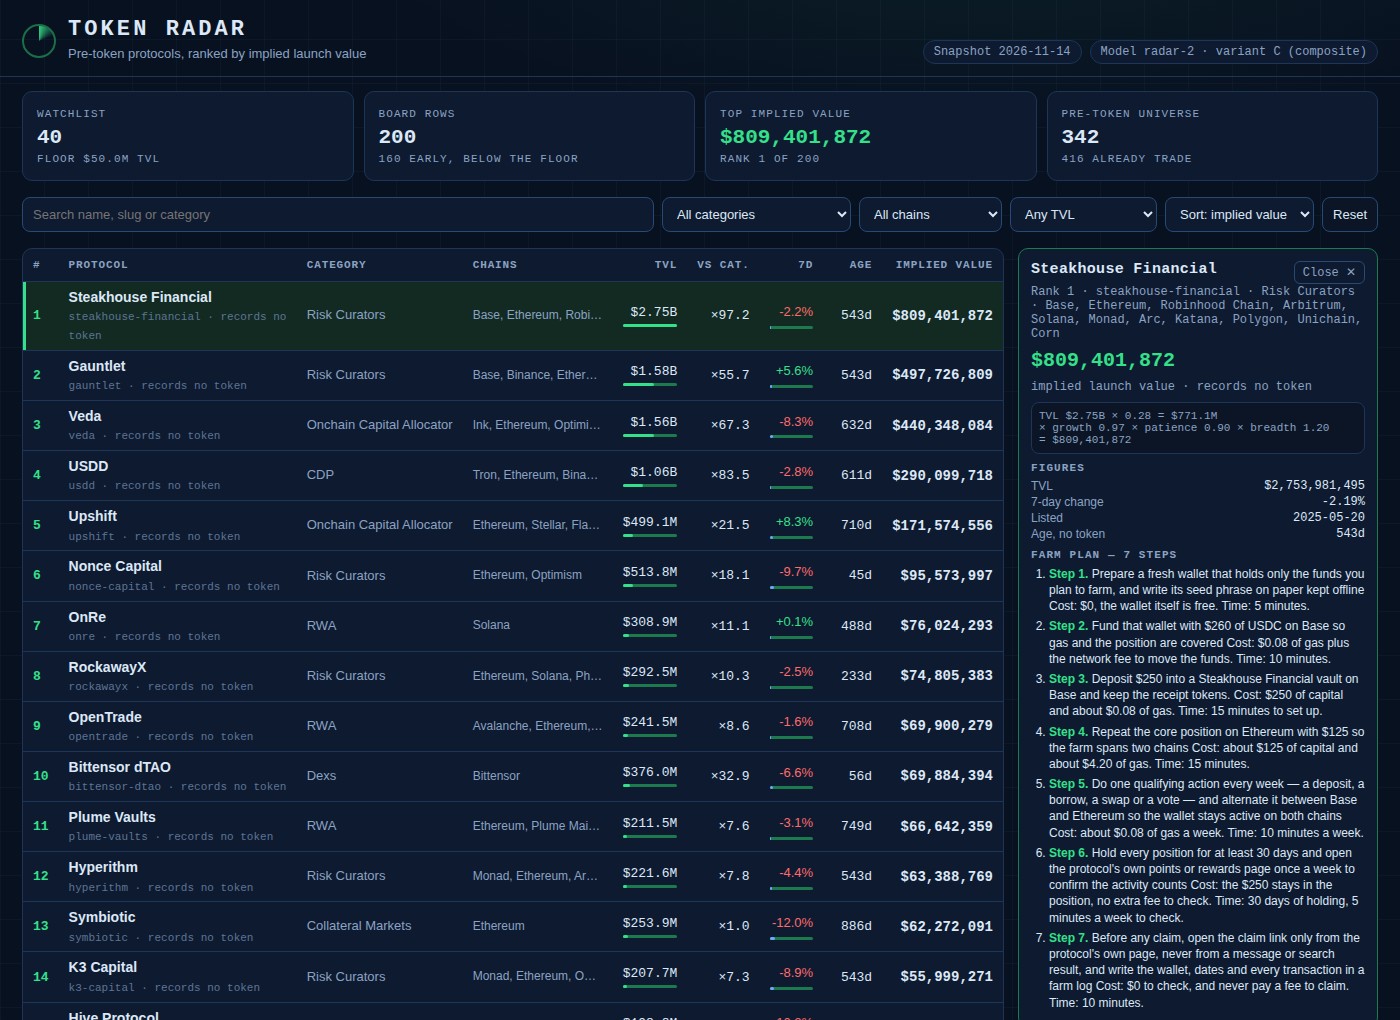 TOKEN RADAR
Pre-token protocols, ranked by implied launch value
Snapshot 2026-11-14
Model radar-2 · variant C (composite)
WATCHLIST
40
FLOOR $50.0M TVL
BOARD ROWS
200
160 EARLY, BELOW THE FLOOR
TOP IMPLIED VALUE
$809,401,872
RANK 1 OF 200
PRE-TOKEN UNIVERSE
342
416 ALREADY TRADE
Search name, slug or category
All categories
All chains
Any TVL
Sort: implied value
Reset
# PROTOCOL CATEGORY CHAINS TVL VS CAT. 7D AGE IMPLIED VALUE
1 Steakhouse Financial Risk Curators Base, Ethereum, Robi… $2.75B ×97.2 -2.2% 543d $809,401,872
steakhouse-financial · records no
token
2 Gauntlet Risk Curators Base, Binance, Ether… $1.58B ×55.7 +5.6% 543d $497,726,809
gauntlet · records no token
3 Veda Onchain Capital Allocator Ink, Ethereum, Optimi… $1.56B ×67.3 -8.3% 632d $440,348,084
veda · records no token
4 USDD CDP Tron, Ethereum, Bina… $1.06B ×83.5 -2.8% 611d $290,099,718
usdd · records no token
5 Upshift Onchain Capital Allocator Ethereum, Stellar, Fla… $499.1M ×21.5 +8.3% 710d $171,574,556
upshift · records no token
6 Nonce Capital Risk Curators Ethereum, Optimism $513.8M ×18.1 -9.7% 45d $95,573,997
nonce-capital · records no token
7 OnRe RWA Solana $308.9M ×11.1 +0.1% 488d $76,024,293
onre · records no token
8 RockawayX Risk Curators Ethereum, Solana, Ph… $292.5M ×10.3 -2.5% 233d $74,805,383
rockawayx · records no token
9 OpenTrade RWA Avalanche, Ethereum,… $241.5M ×8.6 -1.6% 708d $69,900,279
opentrade · records no token
10 Bittensor dTAO Dexs Bittensor $376.0M ×32.9 -6.6% 56d $69,884,394
bittensor-dtao · records no token
11 Plume Vaults RWA Ethereum, Plume Mai… $211.5M ×7.6 -3.1% 749d $66,642,359
plume-vaults · records no token
12 Hyperithm Risk Curators Monad, Ethereum, Ar… $221.6M ×7.8 -4.4% 543d $63,388,769
hyperithm · records no token
13 Symbiotic Collateral Markets Ethereum $253.9M ×1.0 -12.0% 886d $62,272,091
symbiotic · records no token
14 K3 Capital Risk Curators Monad, Ethereum, O… $207.7M ×7.3 -8.9% 543d $55,999,271
k3-capital · records no token
Hive Protocol
Steakhouse Financial
Close ✕
Rank 1 · steakhouse-financial · Risk Curators
· Base, Ethereum, Robinhood Chain, Arbitrum,
Solana, Monad, Arc, Katana, Polygon, Unichain,
Corn
$809,401,872
implied launch value · records no token
TVL $2.75B × 0.28 = $771.1M
× growth 0.97 × patience 0.90 × breadth 1.20
= $809,401,872
FIGURES
TVL $2,753,981,495
7-day change -2.19%
Listed 2025-05-20
Age, no token 543d
FARM PLAN — 7 STEPS
1. Step 1. Prepare a fresh wallet that holds only the funds you
plan to farm, and write its seed phrase on paper kept offline
Cost: $0, the wallet itself is free. Time: 5 minutes.
2. Step 2. Fund that wallet with $260 of USDC on Base so
gas and the position are covered Cost: $0.08 of gas plus
the network fee to move the funds. Time: 10 minutes.
3. Step 3. Deposit $250 into a Steakhouse Financial vault on
Base and keep the receipt tokens. Cost: $250 of capital
and about $0.08 of gas. Time: 15 minutes to set up.
4. Step 4. Repeat the core position on Ethereum with $125 so
the farm spans two chains Cost: about $125 of capital and
about $4.20 of gas. Time: 15 minutes.
5. Step 5. Do one qualifying action every week — a deposit, a
borrow, a swap or a vote — and alternate it between Base
and Ethereum so the wallet stays active on both chains
Cost: about $0.08 of gas a week. Time: 10 minutes a week.
6. Step 6. Hold every position for at least 30 days and open
the protocol's own points or rewards page once a week to
confirm the activity counts Cost: the $250 stays in the
position, no extra fee to check. Time: 30 days of holding, 5
minutes a week to check.
7. Step 7. Before any claim, open the claim link only from the
protocol's own page, never from a message or search
result, and write the wallet, dates and every transaction in a
farm log Cost: $0 to check, and never pay a fee to claim.
Time: 10 minutes.